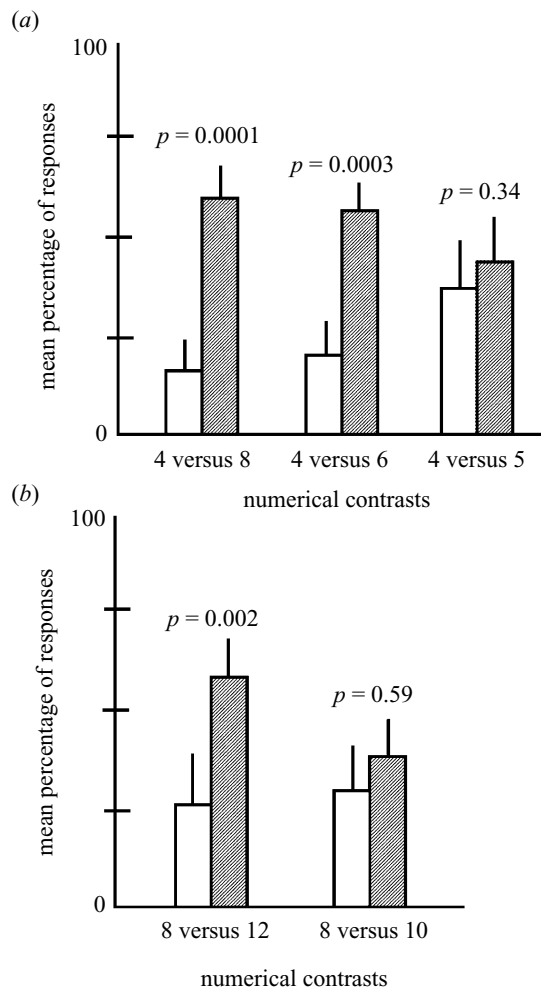 (a)
100
mean percentage of responses
p = 0.0001
p = 0.0003
p = 0.34
0
4 versus 8
4 versus 6
4 versus 5
numerical contrasts
(b)
100
mean percentage of responses
p = 0.002
p = 0.59
0
8 versus 12
8 versus 10
numerical contrasts